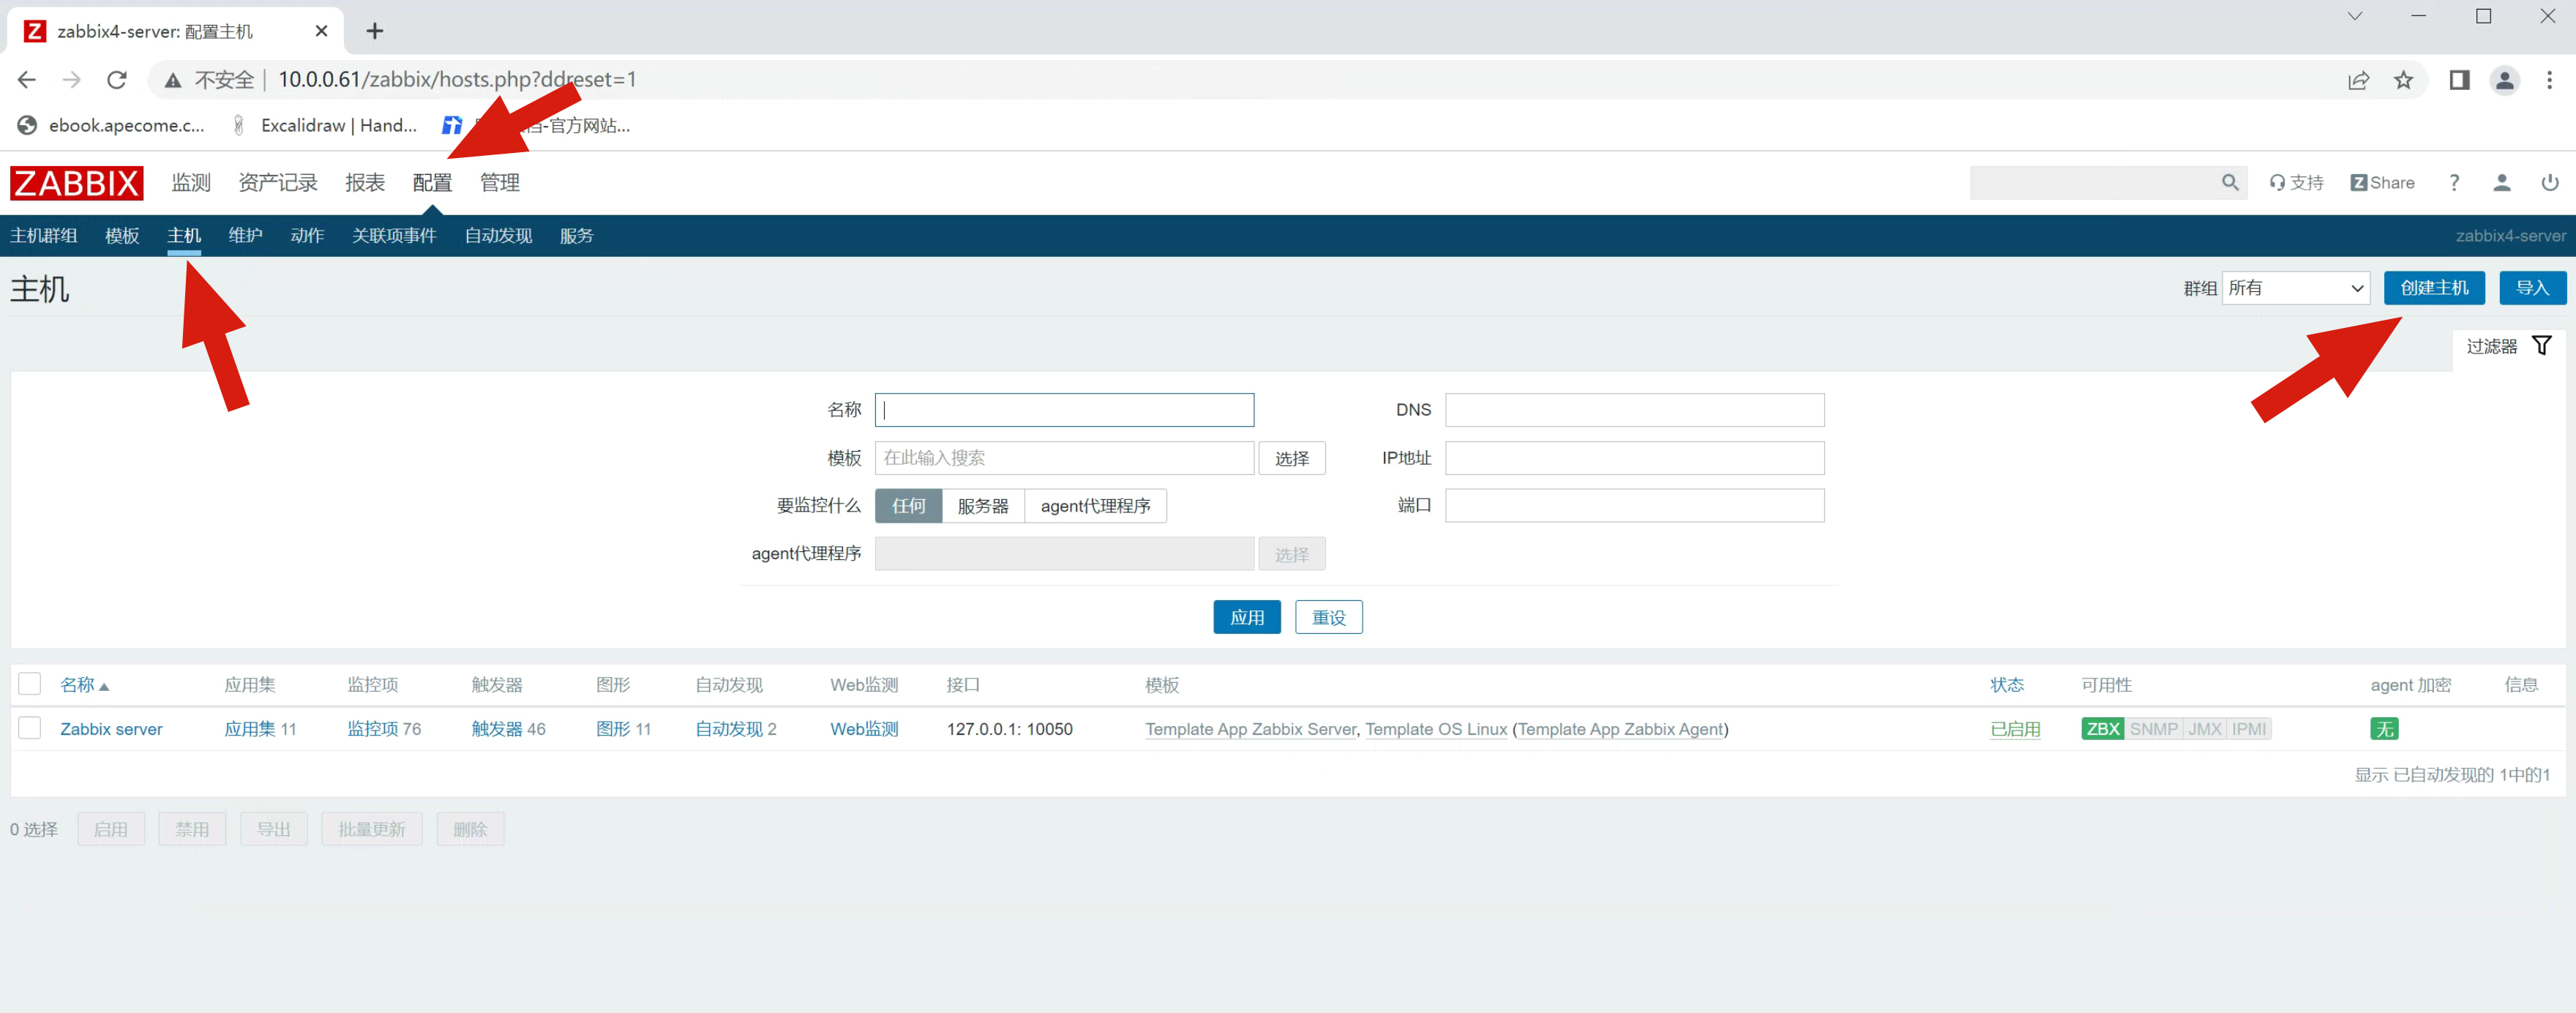 Z zabbix4-server: 配置主机
不安全 10.0.0.61/zabbix/hosts.php?ddreset=1
ebook.apecome.c... Excalidraw | Hand... 档-官方网站...
ZABBIX 监测 资产记录 报表 配置 管理 支持 Z Share ?
主机群组 模板 主机 维护 动作 关联项事件 自动发现 服务 zabbix4-server
主机 群组 所有 创建主机 导入
过滤器
名称 DNS
模板 在此输入搜索 选择 IP地址
要监控什么 任何 服务器 agent代理程序 端口
agent代理程序 选择
应用 重设
名称 应用集 监控项 触发器 图形 自动发现 Web监测 接口 模板 状态 可用性 agent 加密 信息
Zabbix server 应用集 11 监控项 76 触发器 46 图形 11 自动发现 2 Web监测 127.0.0.1: 10050 Template App Zabbix Server, Template OS Linux (Template App Zabbix Agent) 已启用 ZBX SNMP JMX IPMI 无
显示 已自动发现的 1中的1
0 选择 启用 禁用 导出 批量更新 删除